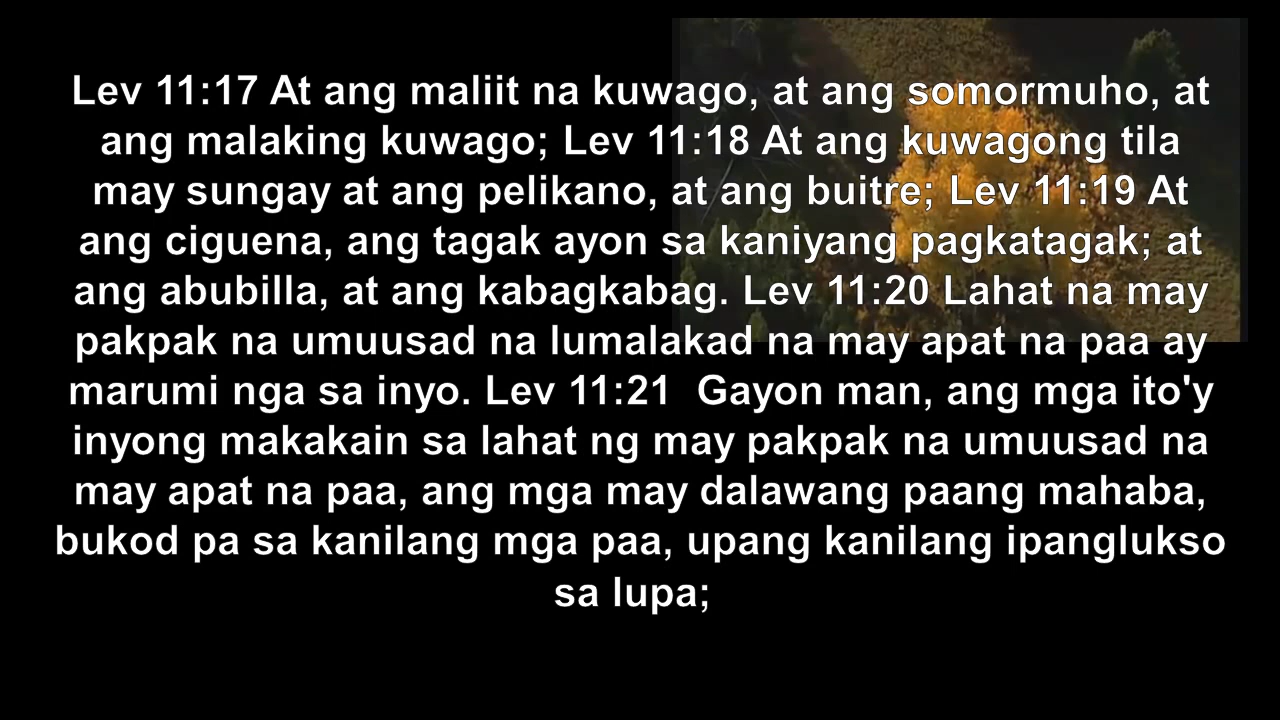 Lev 11:17 At ang maliit na kuwago, at ang somormuho, at
ang malaking kuwago; Lev 11:18 At ang kuwagong tila
may sungay at ang pelikano, at ang buitre; Lev 11:19 At
ang ciguena, ang tagak ayon sa kaniyang pagkatagak; at
ang abubilla, at ang kabagkabag. Lev 11:20 Lahat na may
pakpak na umuusad na lumalakad na may apat na paa ay
marumi nga sa inyo. Lev 11:21  Gayon man, ang mga ito'y
inyong makakain sa lahat ng may pakpak na umuusad na
may apat na paa, ang mga may dalawang paang mahaba,
bukod pa sa kanilang mga paa, upang kanilang ipanglukso
sa lupa;